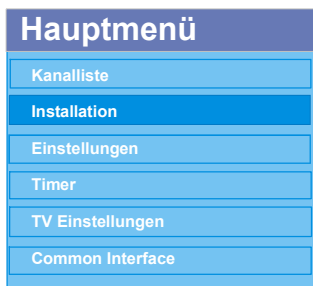 Hauptmenü
Kanalliste
Installation
Einstellungen
Timer
TV Einstellungen
Common Interface